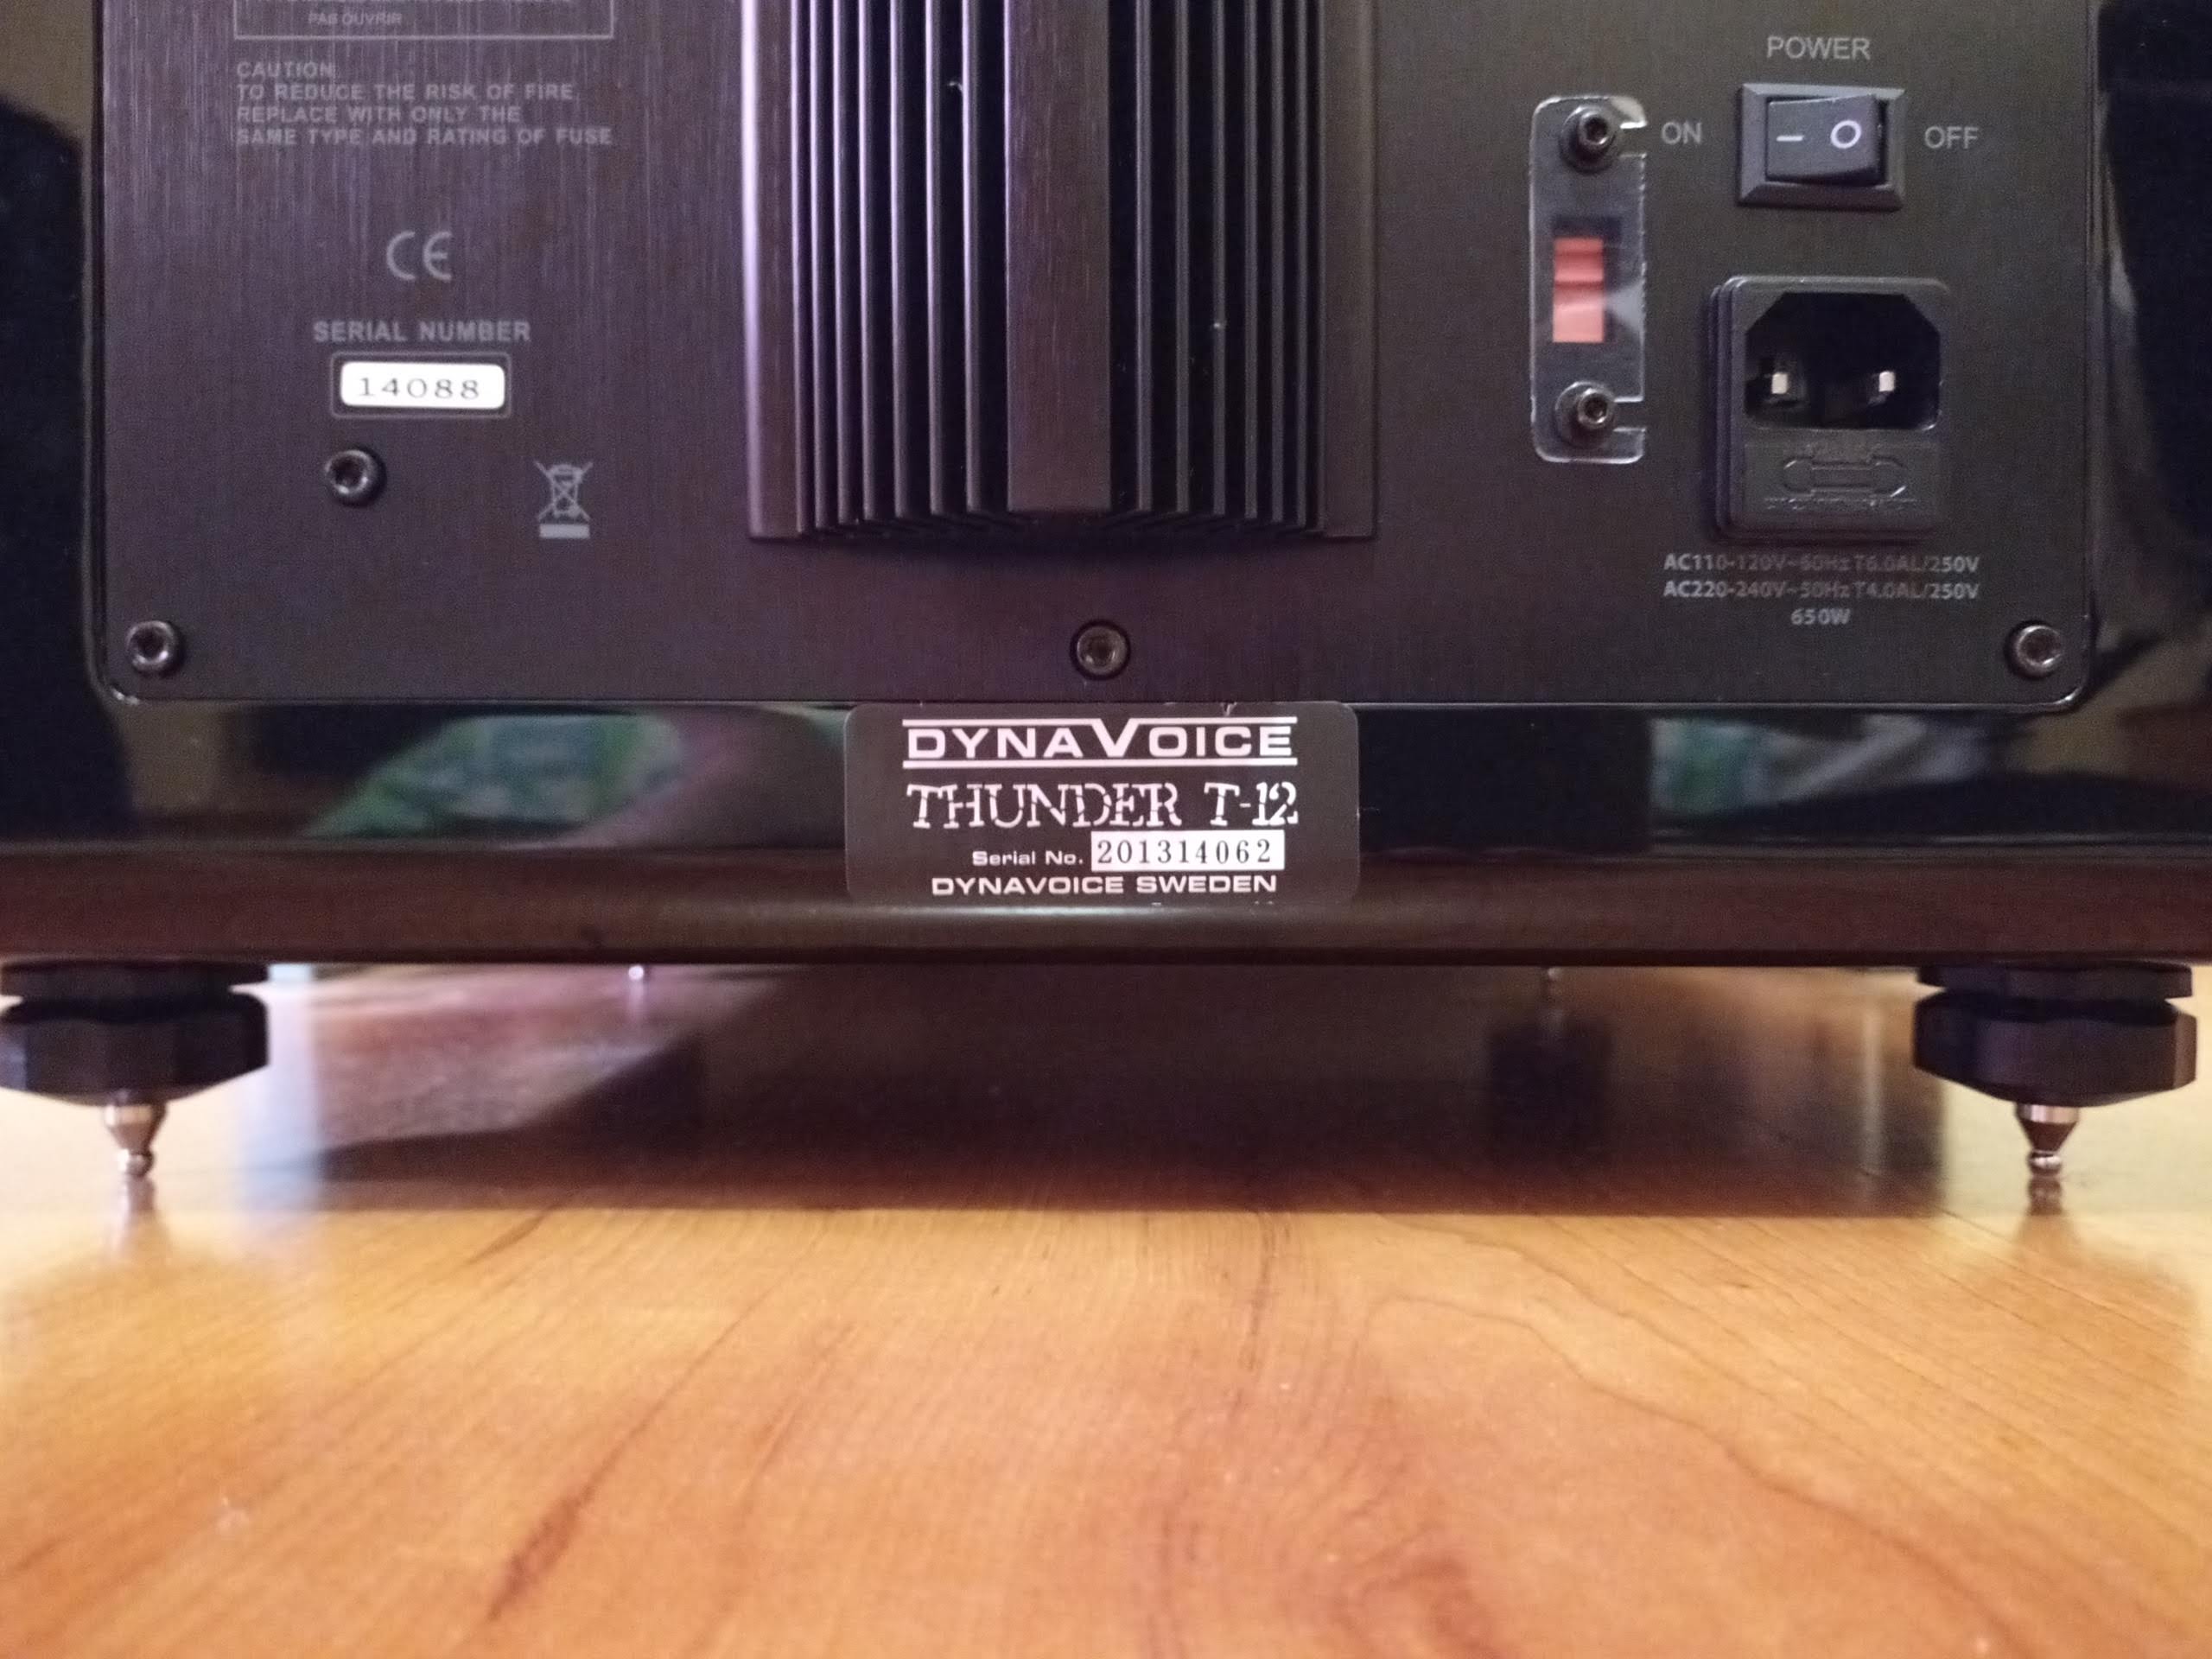 PAS OUVRIR
CAUTION:
TO REDUCE THE RISK OF FIRE,
REPLACE WITH ONLY THE
SAME TYPE AND RATING OF FUSE
CE
SERIAL NUMBER
14088
POWER
ON
– O
OFF
AC110-120V~60Hz T6.0AL/250V
AC220-240V~50Hz T4.0AL/250V
650W
DYNAVOICE
THUNDER T-12
Serial No. 201314062
DYNAVOICE SWEDEN